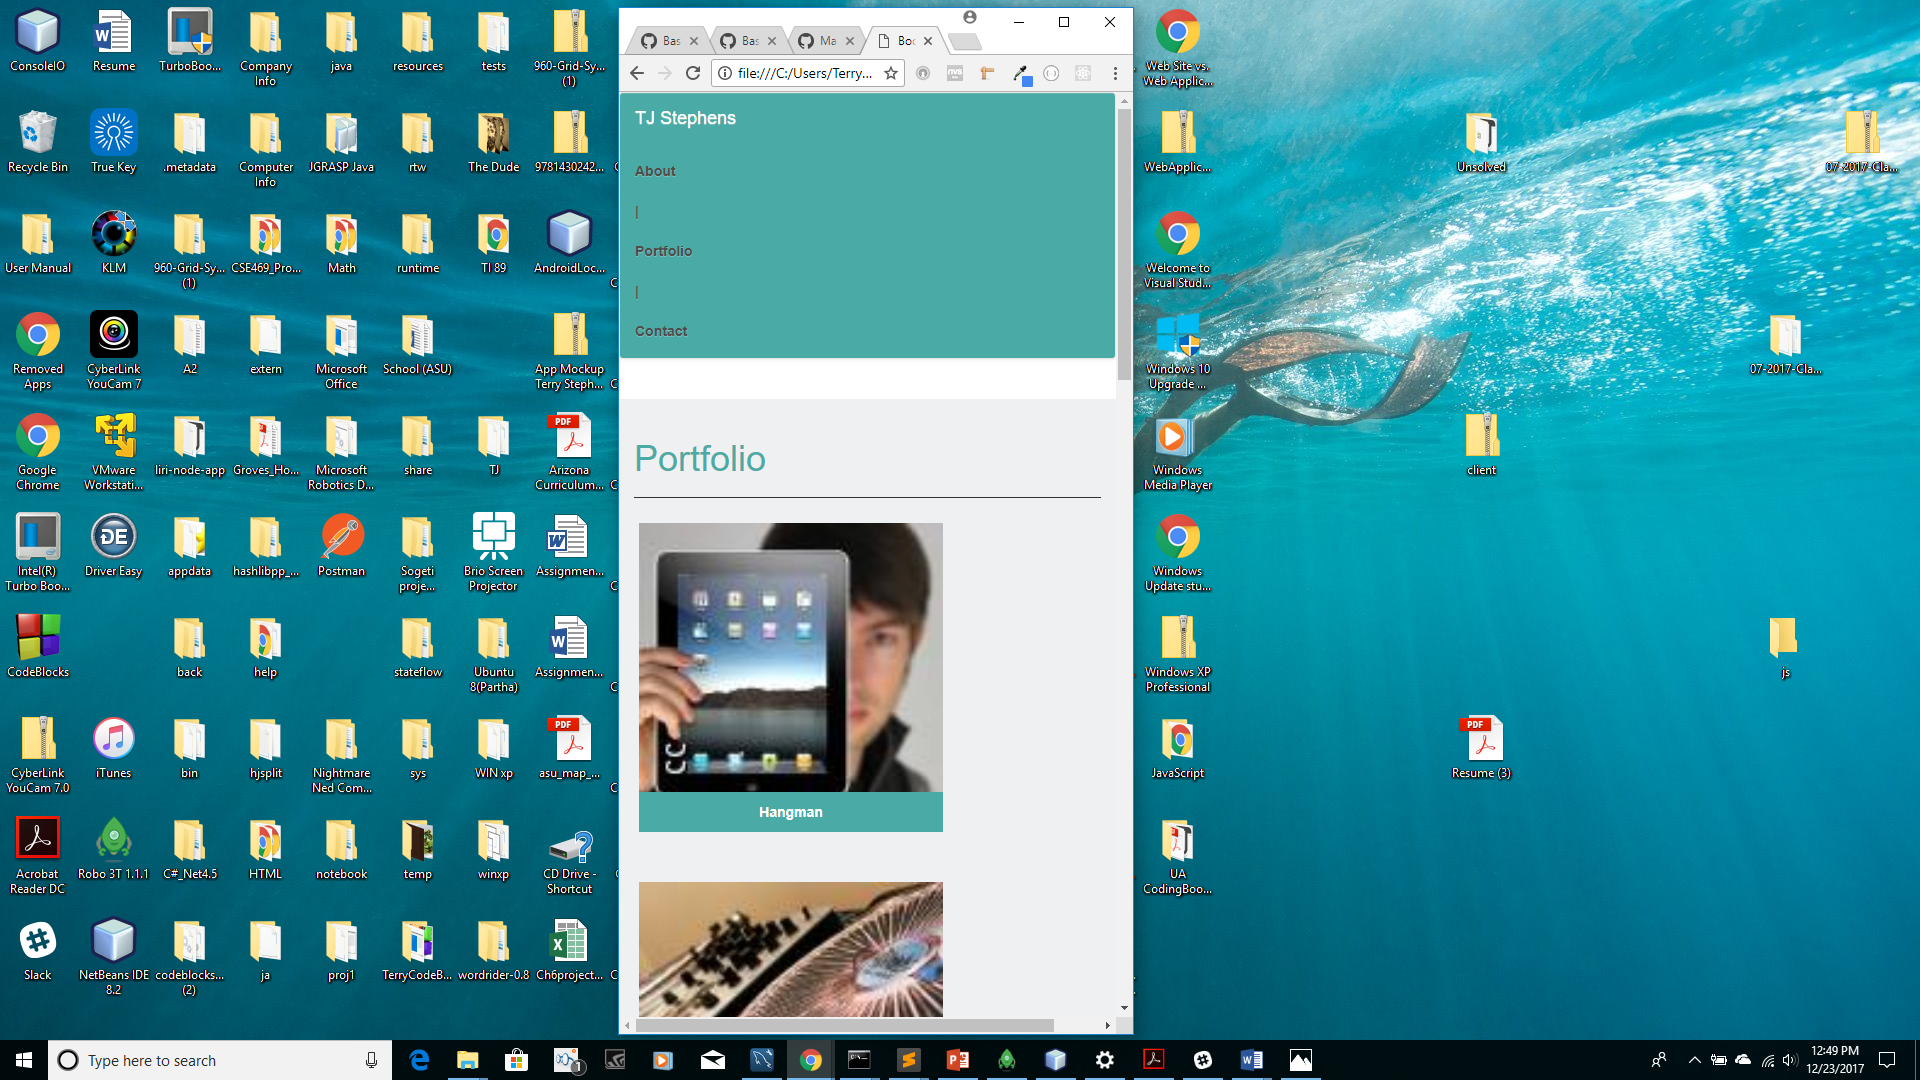 ConsoleIO
Resume
TurboBoo...
Company
Info
java
resources
tests
960-Grid-Sy...
(1)
Recycle Bin
True Key
.metadata
Computer
Info
JGRASP Java
rtw
The Dude
9781430242...
User Manual
KLM
960-Grid-Sy...
(1)
CSE469_Pro...
Math
runtime
TI 89
AndroidLoc...
Removed
Apps
CyberLink
YouCam 7
A2
extern
Microsoft
Office
School (ASU)
App Mockup
Terry Steph...
Google
Chrome
VMware
Workstati...
liri-node-app
Groves_Ho...
Microsoft
Robotics D...
share
TJ
PDF
Arizona
Curriculum...
Intel(R)
Turbo Boo...
DE
Driver Easy
appdata
hashlibpp_...
Postman
Sogeti
proje...
Brio Screen
Projector
Assignmen...
CodeBlocks
back
help
stateflow
Ubuntu
8(Partha)
Assignmen...
CyberLink
YouCam 7.0
iTunes
bin
hjsplit
Nightmare
Ned Com...
sys
WIN xp
PDF
asu_map_...
Acrobat
Reader DC
Robo 3T 1.1.1
C#_Net4.5
HTML
notebook
temp
winxp
CD Drive -
Shortcut
Slack
NetBeans IDE
8.2
codeblocks...
(2)
ja
proj1
TerryCodeB...
wordrider-0.8
Ch6project...
Bas
Bas
Ma
Boo
file:///C:/Users/Terry...
TJ Stephens
About
|
Portfolio
|
Contact
Portfolio
Hangman
Web Site vs.
Web Applic...
WebApplic...
Unsolved
07-2017-Cla...
Welcome to
Visual Stud...
Windows 10
Upgrade ...
07-2017-Cla...
Windows
Media Player
client
Windows
Update stu...
Windows XP
Professional
js
JavaScript
PDF
Resume (3)
UA
CodingBoo...
Type here to search
1
12:49 PM
12/23/2017